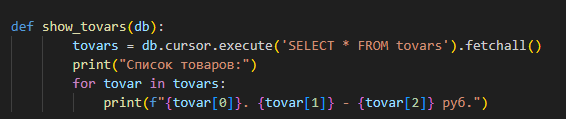 def show_tovars(db):
        tovars = db.cursor.execute('SELECT * FROM tovars').fetchall()
        print("Список товаров:")
        for tovar in tovars:
            print(f"{tovar[0]}. {tovar[1]} - {tovar[2]} руб.")